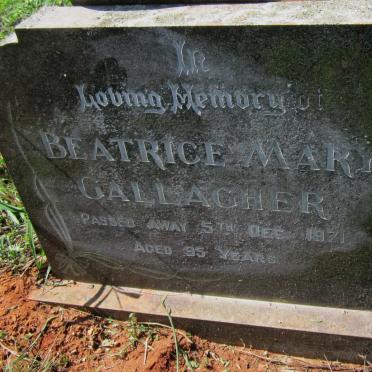 In
Loving Memory of
BEATRICE MARY
GALLAGHER
PASSED AWAY 5TH DEC. 1971
AGED 95 YEARS